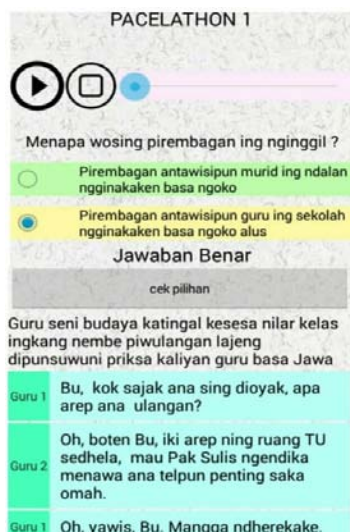 PACELATHON 1
Menapa wosing pirembagan ing nginggil ?
Pirembagan antawisipun murid ing ndalan
ngginakaken basa ngoko
Pirembagan antawisipun guru ing sekolah
ngginakaken basa ngoko alus
Jawaban Benar
cek pilihan
Guru seni budaya katingal kesesa nilar kelas
ingkang nembe piwulangan lajeng
dipunsuwuni priksa kaliyan guru basa Jawa
Guru 1
Bu, kok sajak ana sing dioyak, apa
arep ana ulangan?
Guru 2
Oh, boten Bu, iki arep ning ruang TU
sedhela, mau Pak Sulis ngendika
menawa ana telpun penting saka
omah.
Guru 1
Oh, yawis, Bu. Mangga ndherekake.